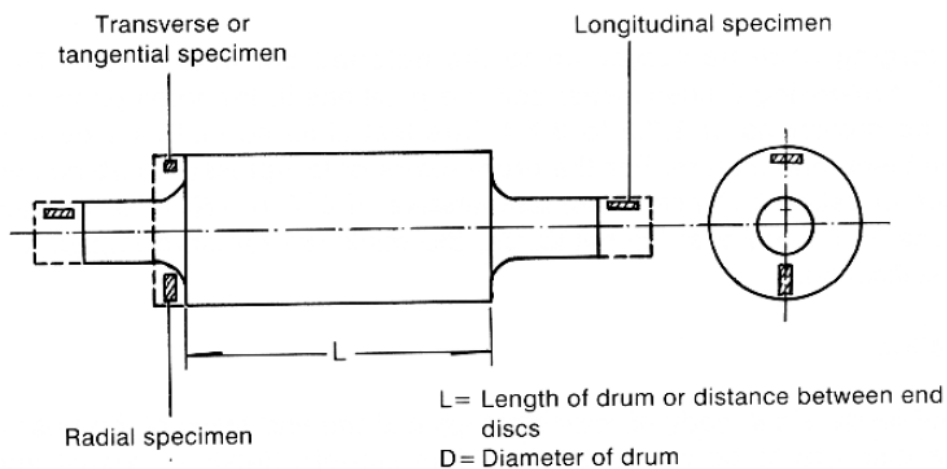 Transverse or
tangential specimen
Longitudinal specimen
L
L= Length of drum or distance between end
discs
Radial specimen
D= Diameter of drum